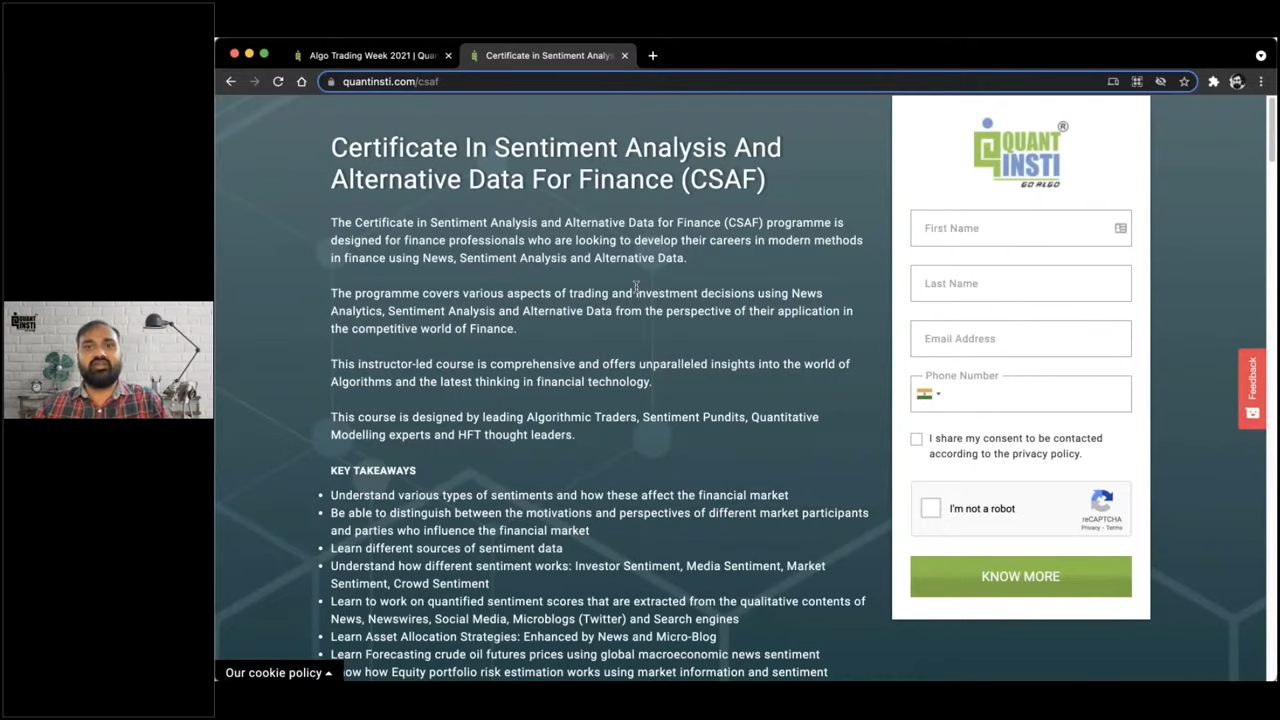 Algo Trading Week 2021 | Qua
Certificate in Sentiment Analys
quantinsti.com/csaf
Certificate In Sentiment Analysis And
Alternative Data For Finance (CSAF)
The Certificate in Sentiment Analysis and Alternative Data for Finance (CSAF) programme is
designed for finance professionals who are looking to develop their careers in modern methods
in finance using News, Sentiment Analysis and Alternative Data.
The programme covers various aspects of trading and investment decisions using News
Analytics, Sentiment Analysis and Alternative Data from the perspective of their application in
the competitive world of Finance.
This instructor-led course is comprehensive and offers unparalleled insights into the world of
Algorithms and the latest thinking in financial technology.
This course is designed by leading Algorithmic Traders, Sentiment Pundits, Quantitative
Modelling experts and HFT thought leaders.
KEY TAKEAWAYS
• Understand various types of sentiments and how these affect the financial market
• Be able to distinguish between the motivations and perspectives of different market participants
and parties who influence the financial market
• Learn different sources of sentiment data
• Understand how different sentiment works: Investor Sentiment, Media Sentiment, Market
Sentiment, Crowd Sentiment
• Learn to work on quantified sentiment scores that are extracted from the qualitative contents of
News, Newswires, Social Media, Microblogs (Twitter) and Search engines
• Learn Asset Allocation Strategies: Enhanced by News and Micro-Blog
• Learn Forecasting crude oil futures prices using global macroeconomic news sentiment
how Equity portfolio risk estimation works using market information and sentiment
Our cookie policy
QUANT
INSTI
®
GO ALGO
First Name
Last Name
Email Address
Phone Number
I share my consent to be contacted
according to the privacy policy.
I'm not a robot
reCAPTCHA
Privacy - Terms
KNOW MORE
Feedback
QUANT
INSTI